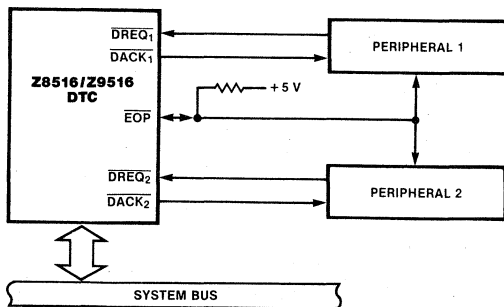 DREQ1
PERIPHERAL 1
DACK1
Z8516/Z9516
DTC
+5 V
EOP
DREQ2
PERIPHERAL 2
DACK2
SYSTEM BUS